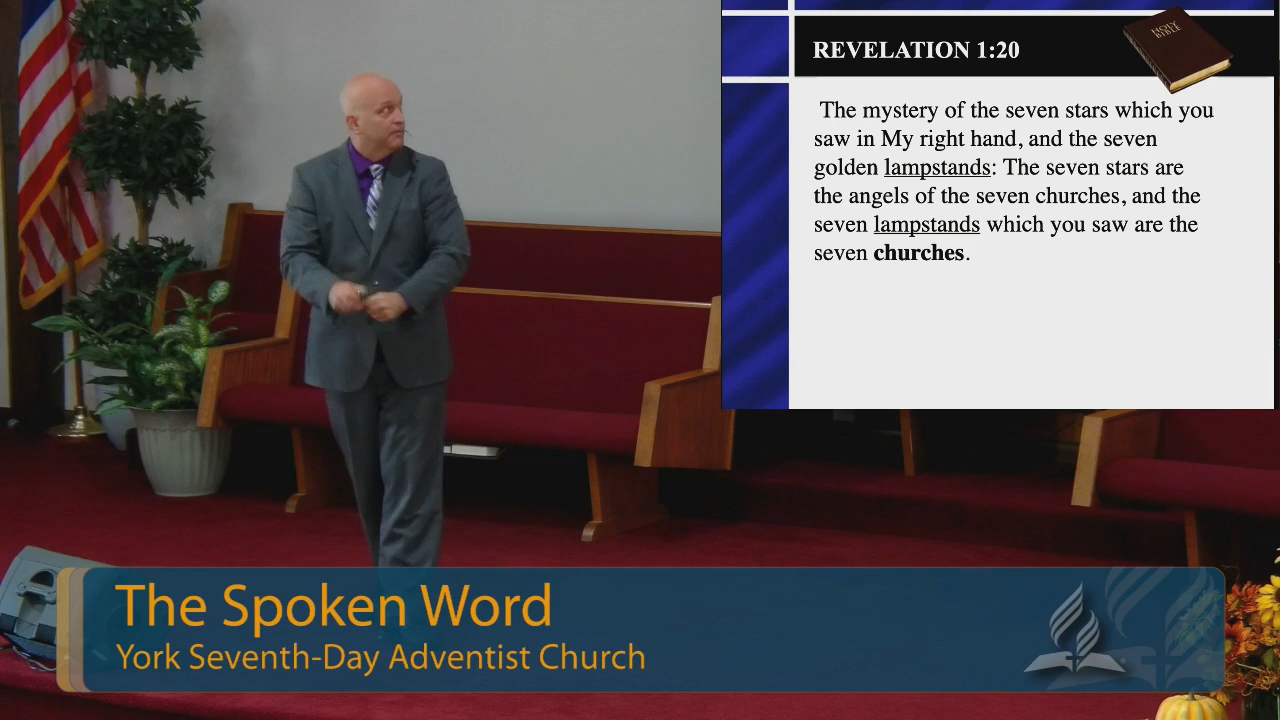 HOLY
BIBLE
REVELATION 1:20
The mystery of the seven stars which you
saw in My right hand, and the seven
golden lampstands: The seven stars are
the angels of the seven churches, and the
seven lampstands which you saw are the
seven churches.
The Spoken Word
York Seventh-Day Adventist Church